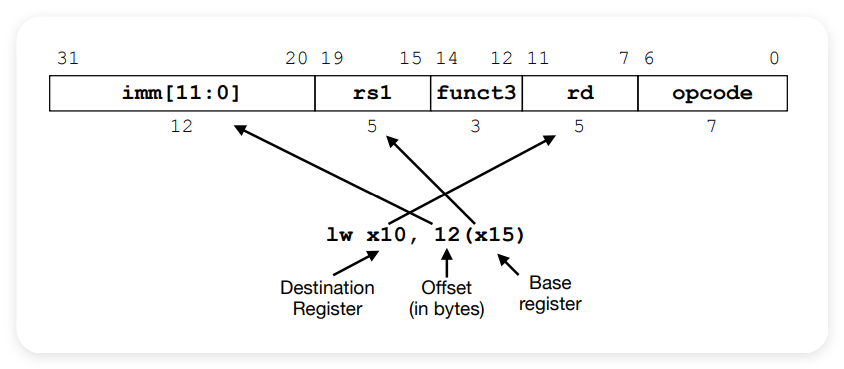 31 20 19 15 14 12 11 7 6 0
imm[11:0] rs1 funct3 rd opcode
12 5 3 5 7
lw x10, 12(x15)
Destination Register
Offset (in bytes)
Base register